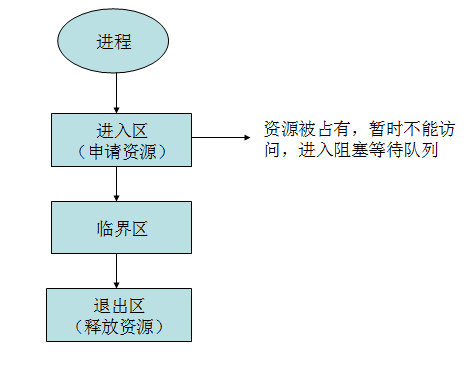 进程
进入区
（申请资源）
资源被占有，暂时不能访
问，进入阻塞等待队列
临界区
退出区
（释放资源）